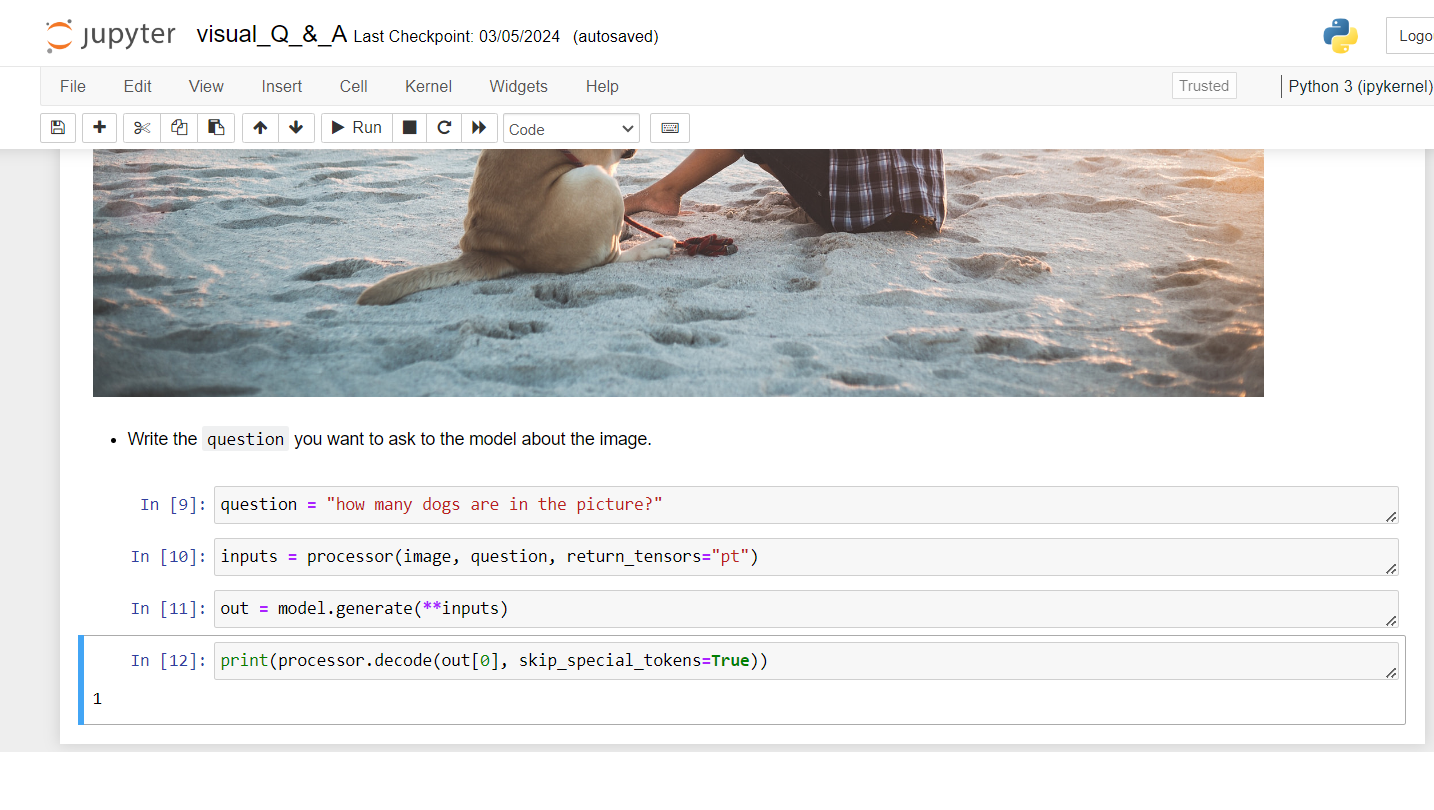 jupyter visual_Q_&_A Last Checkpoint: 03/05/2024 (autosaved)
Logo
File Edit View Insert Cell Kernel Widgets Help Trusted Python 3 (ipykernel)
Run Code
• Write the question you want to ask to the model about the image.
In [9]: question = "how many dogs are in the picture?"
In [10]: inputs = processor(image, question, return_tensors="pt")
In [11]: out = model.generate(**inputs)
In [12]: print(processor.decode(out[0], skip_special_tokens=True))
1